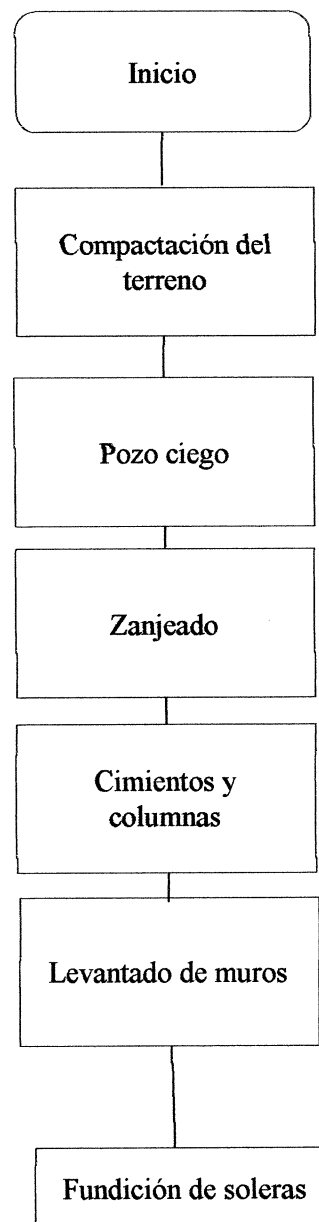 Inicio
Compactación del
terreno
Pozo ciego
Zanjeado
Cimientos y
columnas
Levantado de muros
Fundición de soleras